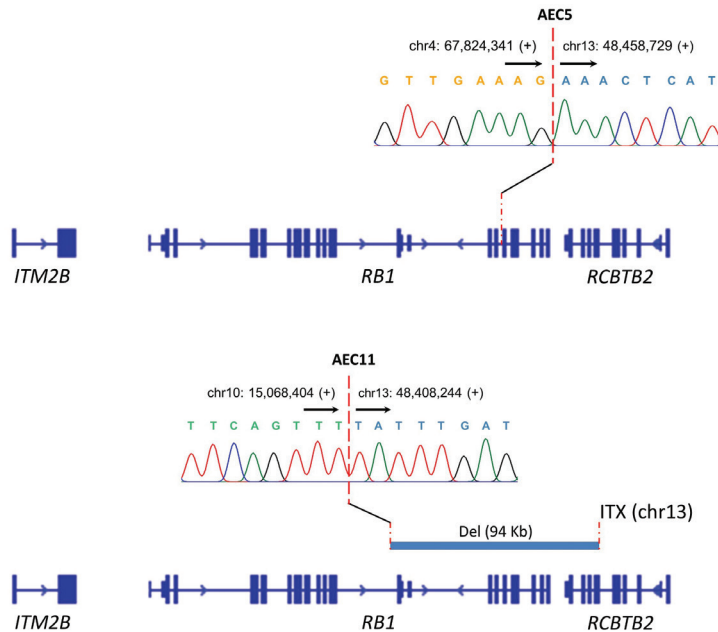 AEC5
chr4: 67,824,341 (+) chr13: 48,458,729 (+)
G T T G A A A G A A A C T C A T
ITM2B RB1 RCBTB2
AEC11
chr10: 15,068,404 (+) chr13: 48,408,244 (+)
T T C A G T T T T A T T T G A T
ITX (chr13)
Del (94 Kb)
ITM2B RB1 RCBTB2